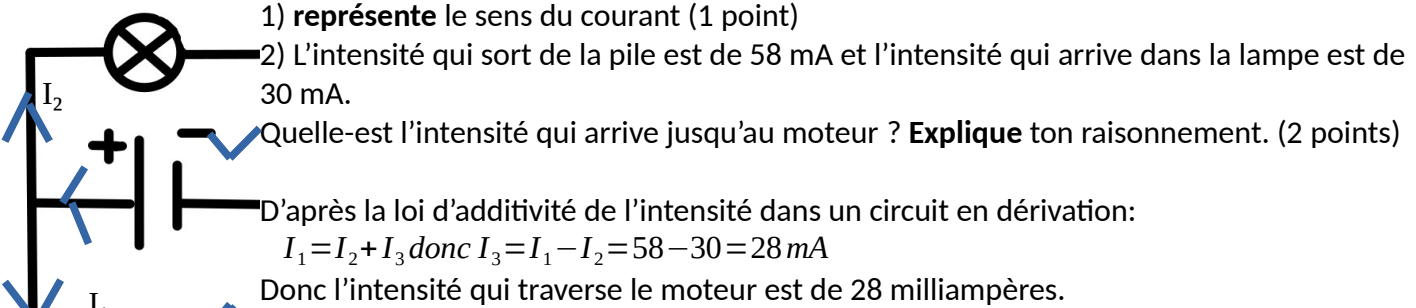 1) représente le sens du courant (1 point)
2) L’intensité qui sort de la pile est de 58 mA et l’intensité qui arrive dans la lampe est de
30 mA.
I₂
Quelle-est l’intensité qui arrive jusqu’au moteur ? Explique ton raisonnement. (2 points)
+ −
D’après la loi d’additivité de l’intensité dans un circuit en dérivation:
I₁=I₂+I₃ donc I₃=I₁−I₂=58−30=28 mA
Donc l’intensité qui traverse le moteur est de 28 milliampères.